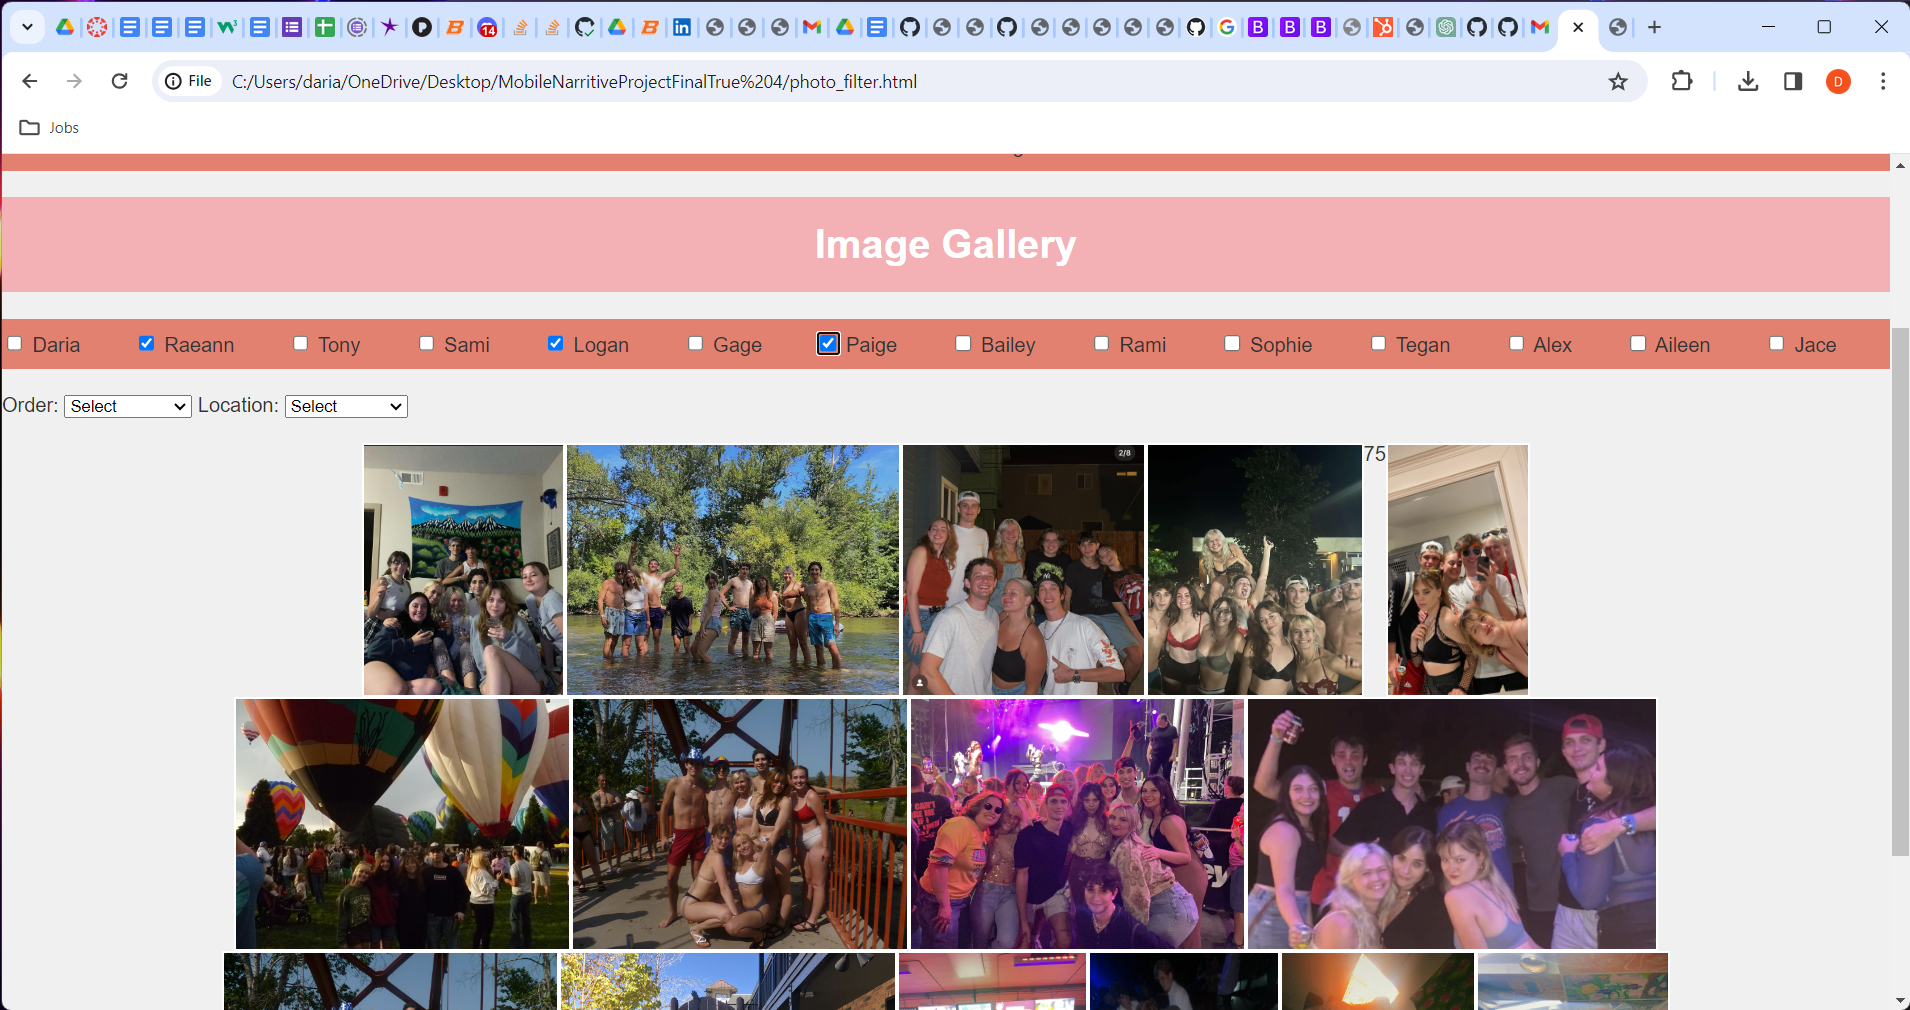 14
File
C:/Users/daria/OneDrive/Desktop/MobileNarritiveProjectFinalTrue%204/photo_filter.html
D
Jobs
Image Gallery
Daria Raeann Tony Sami Logan Gage Paige Bailey Rami Sophie Tegan Alex Aileen Jace
Order: Select Location: Select
2/8
75